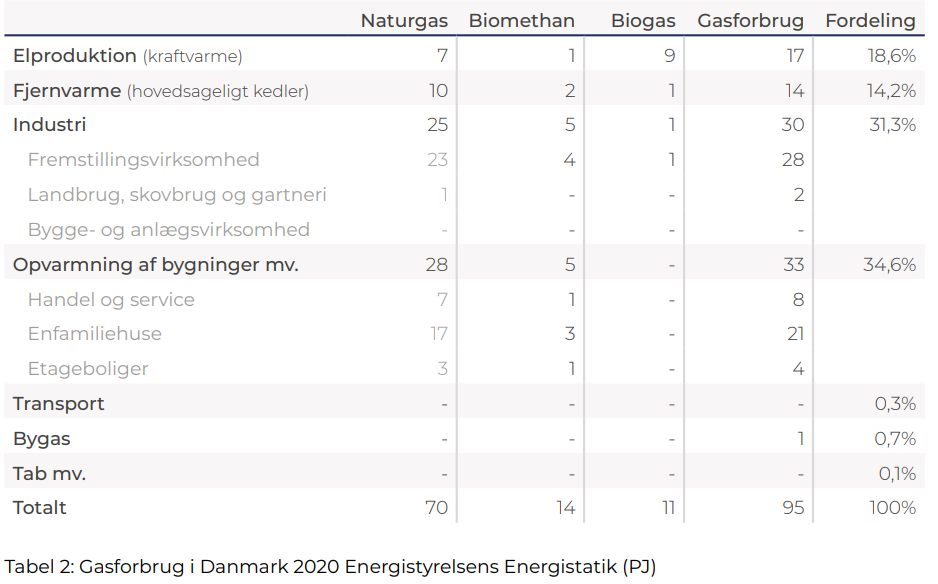 Naturgas Biomethan Biogas Gasforbrug Fordeling
Elproduktion (kraftvarme) 7 1 9 17 18,6%
Fjernvarme (hovedsageligt kedler) 10 2 1 14 14,2%
Industri 25 5 1 30 31,3%
Fremstillingsvirksomhed 23 4 1 28
Landbrug, skovbrug og gartneri 1 - - 2
Bygge- og anlægsvirksomhed - - - -
Opvarmning af bygninger mv. 28 5 - 33 34,6%
Handel og service 7 1 - 8
Enfamiliehuse 17 3 - 21
Etageboliger 3 1 - 4
Transport - - - - 0,3%
Bygas - - - 1 0,7%
Tab mv. - - - - 0,1%
Totalt 70 14 11 95 100%
Tabel 2: Gasforbrug i Danmark 2020 Energistyrelsens Energistatik (PJ)